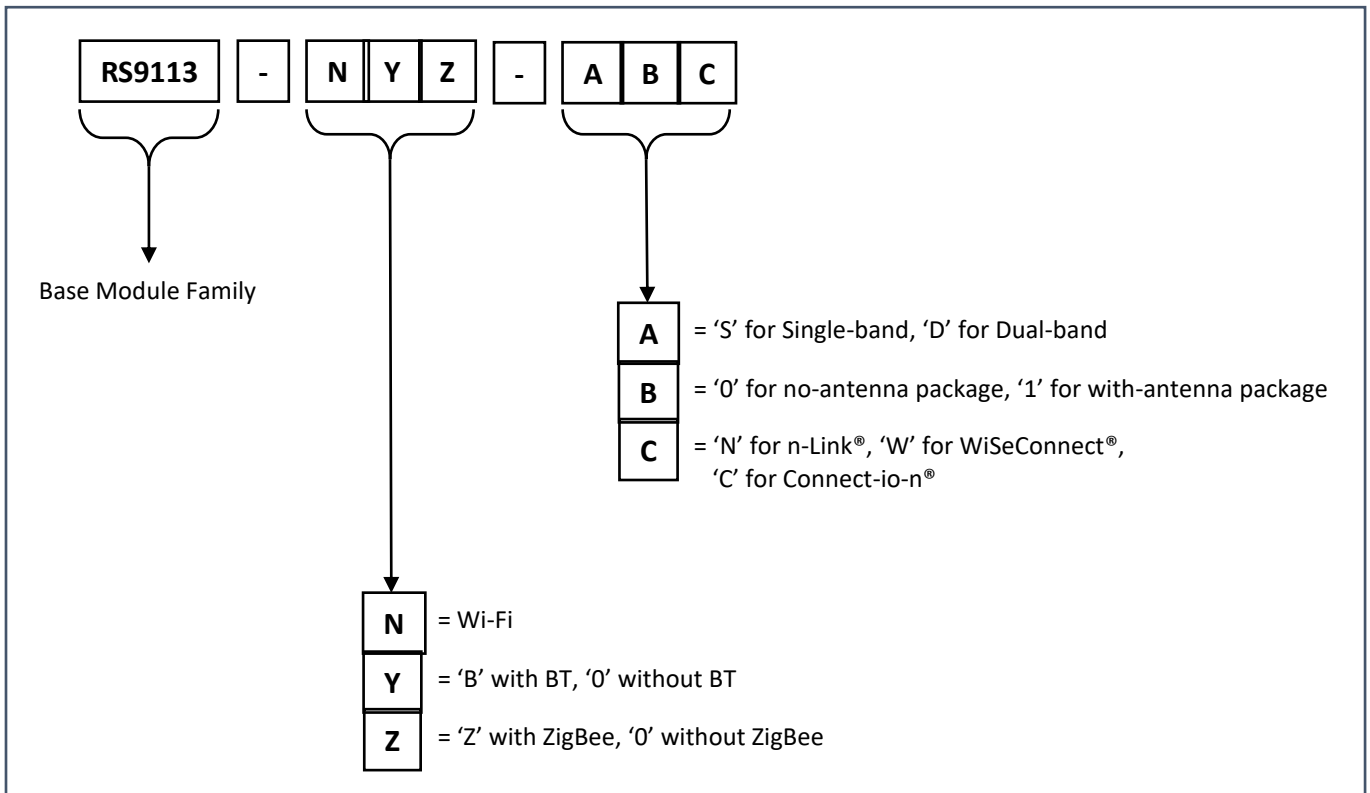 RS9113 - N Y Z - A B C
Base Module Family
A = ‘S’ for Single-band, ‘D’ for Dual-band
B = ‘0’ for no-antenna package, ‘1’ for with-antenna package
C = ‘N’ for n-Link®, ‘W’ for WiSeConnect®,
‘C’ for Connect-io-n®
N = Wi-Fi
Y = ‘B’ with BT, ‘0’ without BT
Z = ‘Z’ with ZigBee, ‘0’ without ZigBee